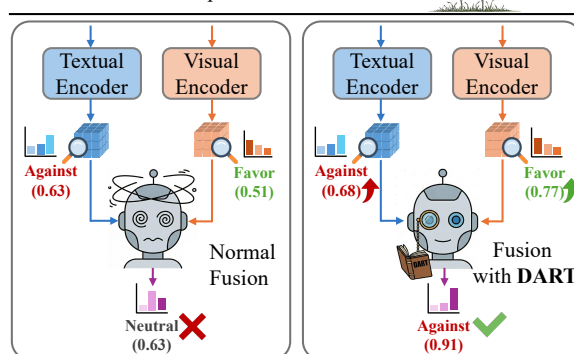 Textual
Encoder
Visual
Encoder
Against
(0.63)
Favor
(0.51)
Normal
Fusion
Neutral
(0.63)
Textual
Encoder
Visual
Encoder
Against
(0.68)
Favor
(0.77)
DART
Fusion
with DART
Against
(0.91)